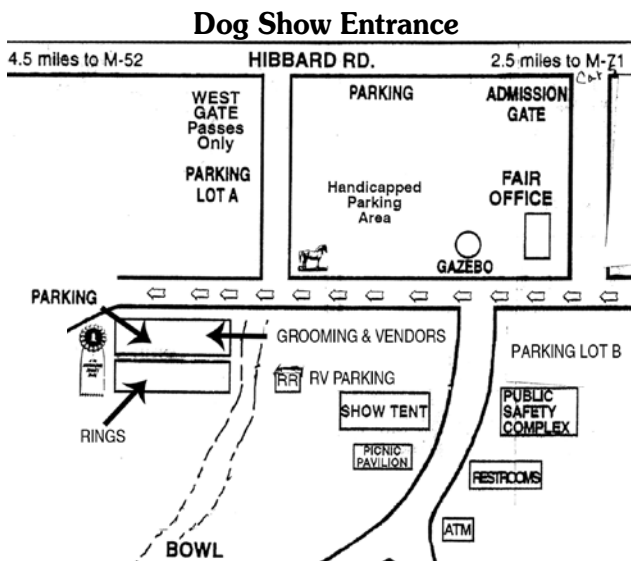 Dog Show Entrance
4.5 miles to M-52
HIBBARD RD.
2.5 miles to M-71
WEST
GATE
Passes
Only
PARKING
LOT A
PARKING
ADMISSION
GATE
Handicapped
Parking
Area
FAIR
OFFICE
GAZEBO
PARKING
GROOMING & VENDORS
PARKING LOT B
RR
RV PARKING
RINGS
SHOW TENT
PICNIC
PAVILION
PUBLIC
SAFETY
COMPLEX
RESTROOMS
ATM
BOWL